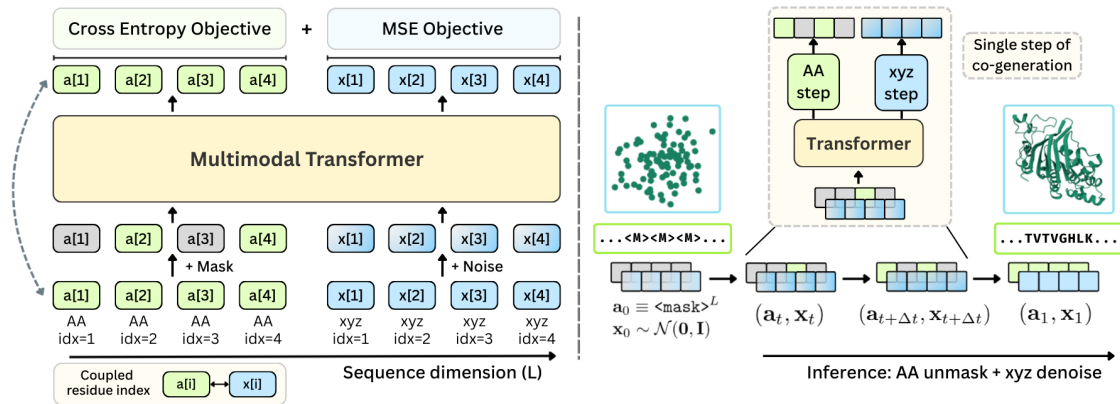 Cross Entropy Objective + MSE Objective
a[1] a[2] a[3] a[4] x[1] x[2] x[3] x[4]
Multimodal Transformer
a[1] a[2] a[3] a[4] x[1] x[2] x[3] x[4]
+ Mask + Noise
a[1] a[2] a[3] a[4] x[1] x[2] x[3] x[4]
AA AA AA AA xyz xyz xyz xyz
idx=1 idx=2 idx=3 idx=4 idx=1 idx=2 idx=3 idx=4
Sequence dimension (L)
Coupled
residue index
a[i] x[i]
Single step of
co-generation
AA
step
xyz
step
Transformer
...<M><M><M>...
...TVTVGHLK...
a₀ ≡ <mask>ᴸ
x₀ ∼ 𝒩(0, I)
(aₜ, xₜ)
(aₜ₊Δₜ, xₜ₊Δₜ)
(a₁, x₁)
Inference: AA unmask + xyz denoise